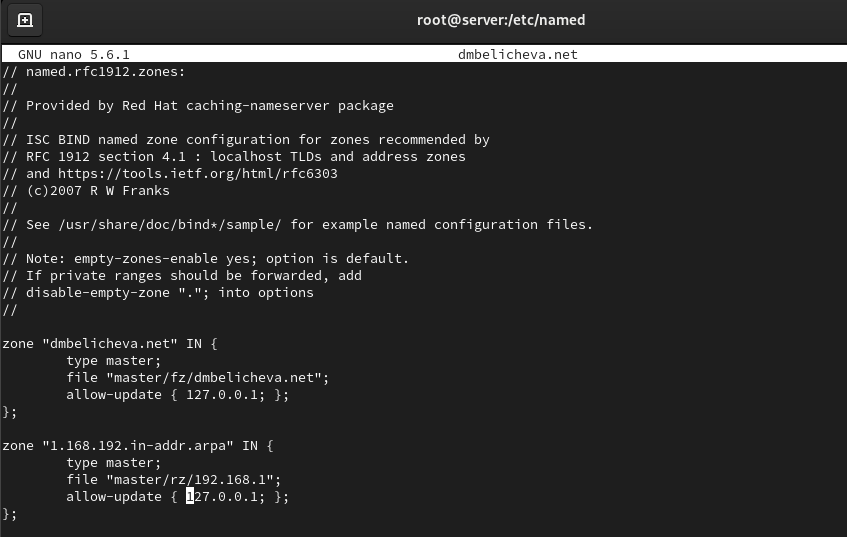 root@server:/etc/named
GNU nano 5.6.1 dmbelicheva.net
// named.rfc1912.zones:
//
// Provided by Red Hat caching-nameserver package
//
// ISC BIND named zone configuration for zones recommended by
// RFC 1912 section 4.1 : localhost TLDs and address zones
// and https://tools.ietf.org/html/rfc6303
// (c)2007 R W Franks
//
// See /usr/share/doc/bind*/sample/ for example named configuration files.
//
// Note: empty-zones-enable yes; option is default.
// If private ranges should be forwarded, add
// disable-empty-zone "."; into options
//

zone "dmbelicheva.net" IN {
        type master;
        file "master/fz/dmbelicheva.net";
        allow-update { 127.0.0.1; };
};

zone "1.168.192.in-addr.arpa" IN {
        type master;
        file "master/rz/192.168.1";
        allow-update { 127.0.0.1; };
};